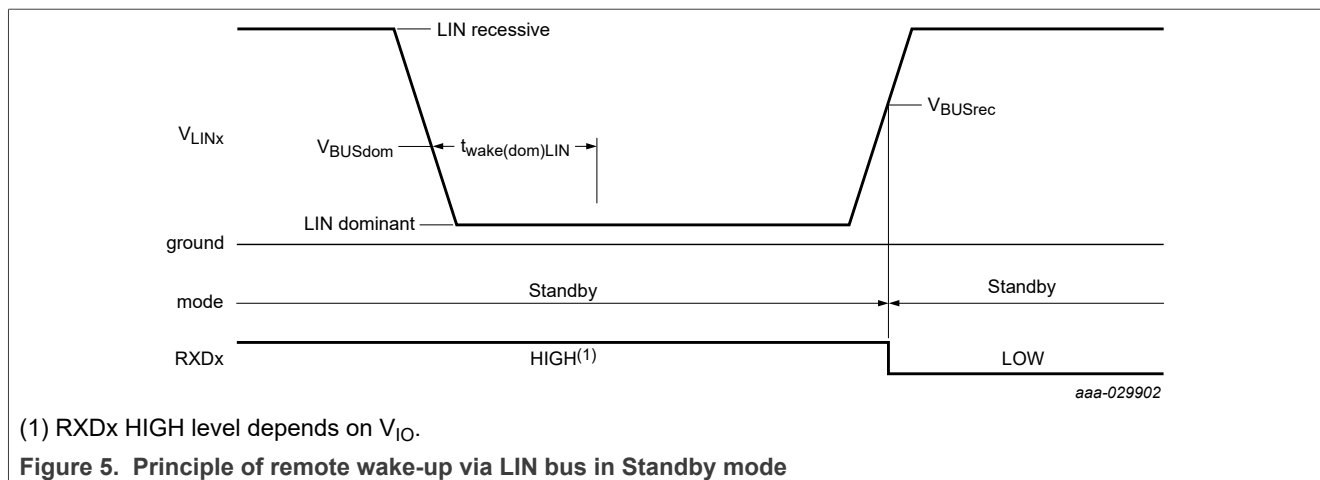 LIN recessive
VBUSrec
VLINx
VBUSdom
twake(dom)LIN
LIN dominant
ground
mode
Standby
Standby
RXDx
HIGH(1)
LOW
aaa-029902
(1) RXDx HIGH level depends on VIO.
Figure 5. Principle of remote wake-up via LIN bus in Standby mode